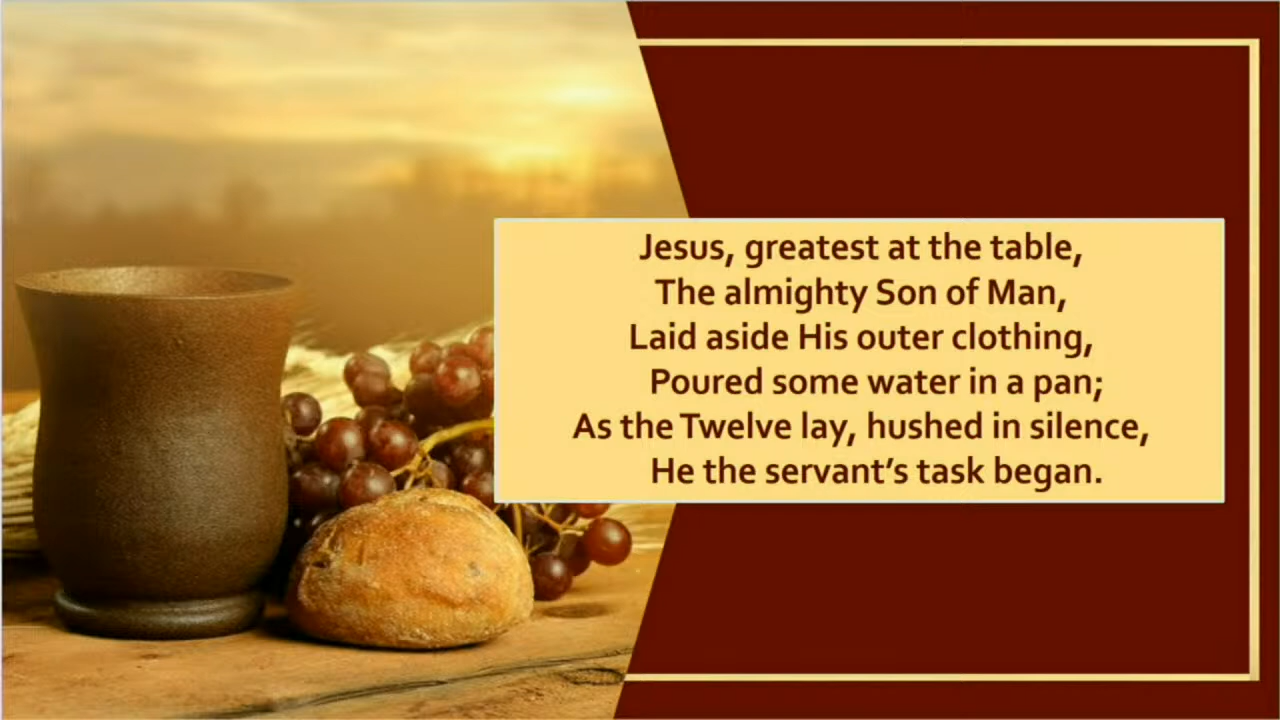 Jesus, greatest at the table,
The almighty Son of Man,
Laid aside His outer clothing,
Poured some water in a pan;
As the Twelve lay, hushed in silence,
He the servant’s task began.